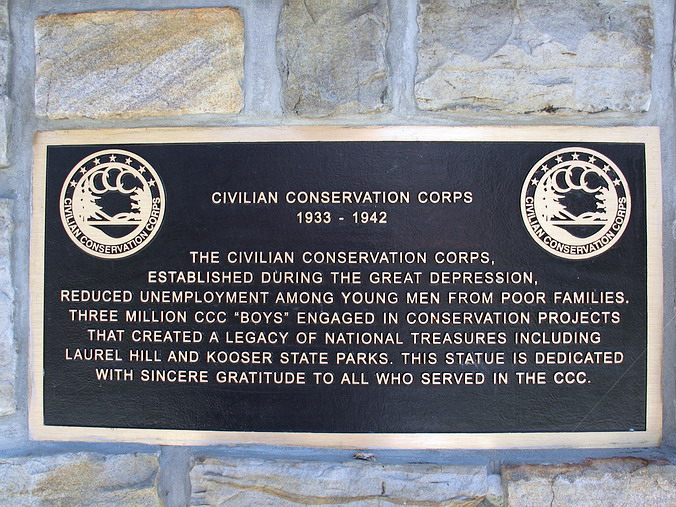 CCC
CIVILIAN CONSERVATION CORPS
CCC
CIVILIAN CONSERVATION CORPS
CIVILIAN CONSERVATION CORPS
1933 - 1942
THE CIVILIAN CONSERVATION CORPS,
ESTABLISHED DURING THE GREAT DEPRESSION,
REDUCED UNEMPLOYMENT AMONG YOUNG MEN FROM POOR FAMILIES.
THREE MILLION CCC "BOYS" ENGAGED IN CONSERVATION PROJECTS
THAT CREATED A LEGACY OF NATIONAL TREASURES INCLUDING
LAUREL HILL AND KOOSER STATE PARKS. THIS STATUE IS DEDICATED
WITH SINCERE GRATITUDE TO ALL WHO SERVED IN THE CCC.